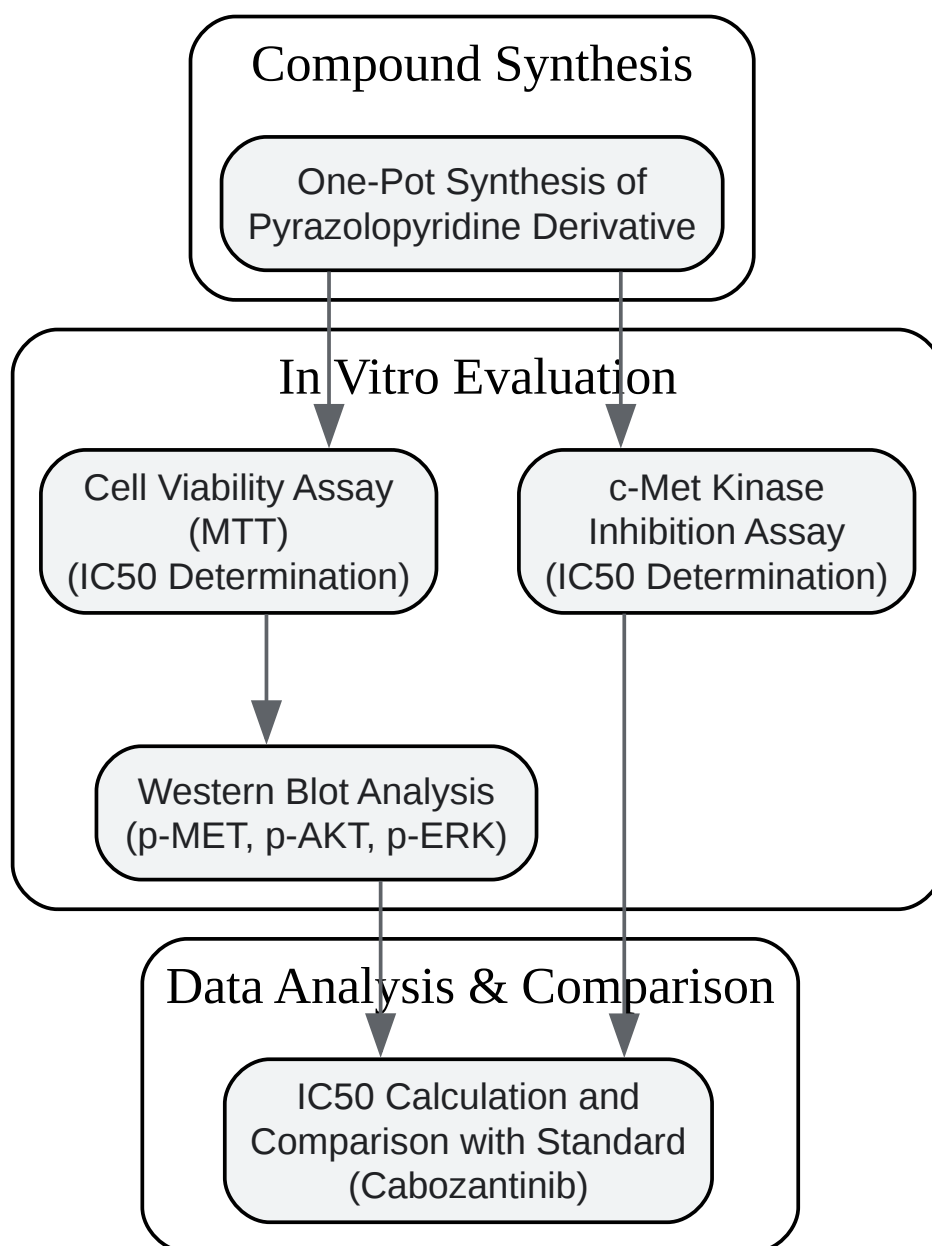 Compound Synthesis
One-Pot Synthesis of
Pyrazolopyridine Derivative
In Vitro Evaluation
Cell Viability Assay
(MTT)
(IC50 Determination)
c-Met Kinase
Inhibition Assay
(IC50 Determination)
Western Blot Analysis
(p-MET, p-AKT, p-ERK)
Data Analysis & Comparison
IC50 Calculation and
Comparison with Standard
(Cabozantinib)